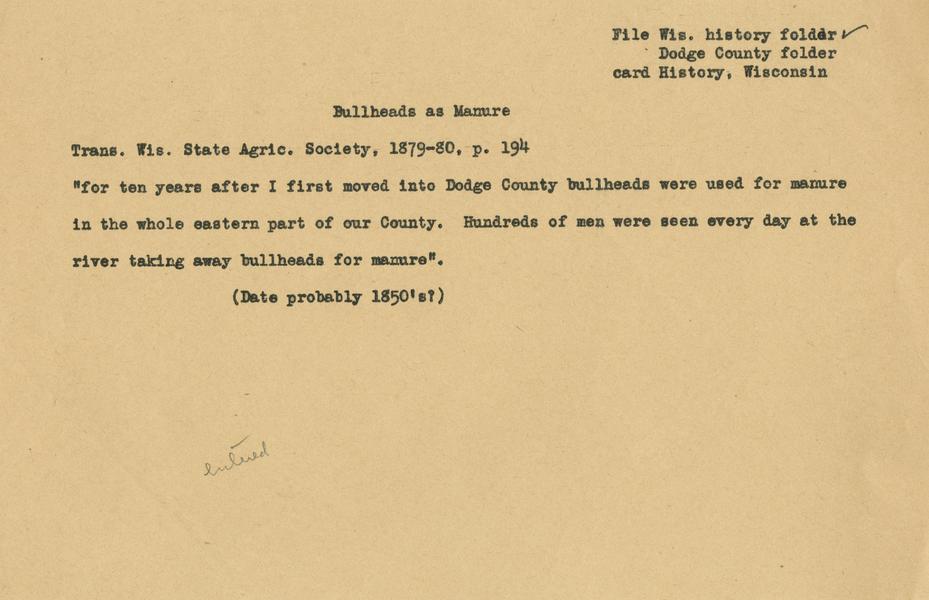 File Wis. history folder ✓
Dodge County folder
card History, Wisconsin
Bullheads as Manure
Trans. Wis. State Agric. Society, 1879-80, p. 194
"for ten years after I first moved into Dodge County bullheads were used for manure
in the whole eastern part of our County.  Hundreds of men were seen every day at the
river taking away bullheads for manure".
(Date probably 1850's?)
entered